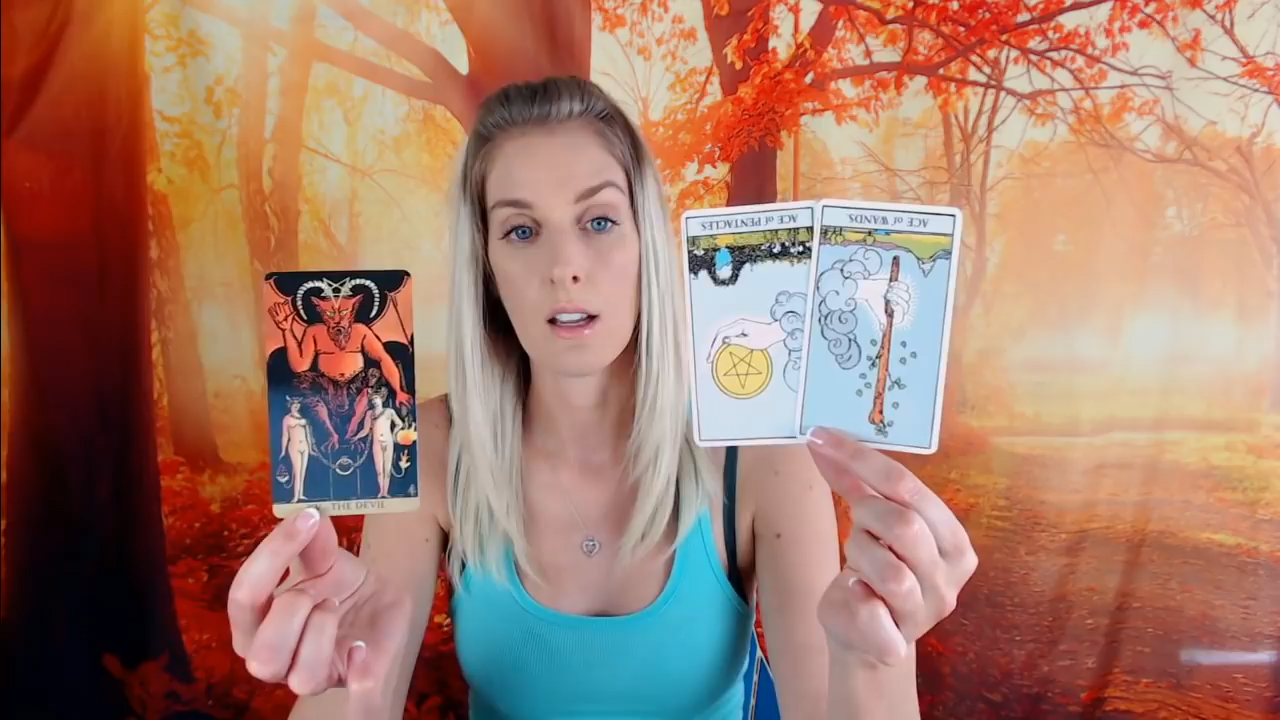 THE DEVIL
ACE of PENTACLES
ACE of WANDS.